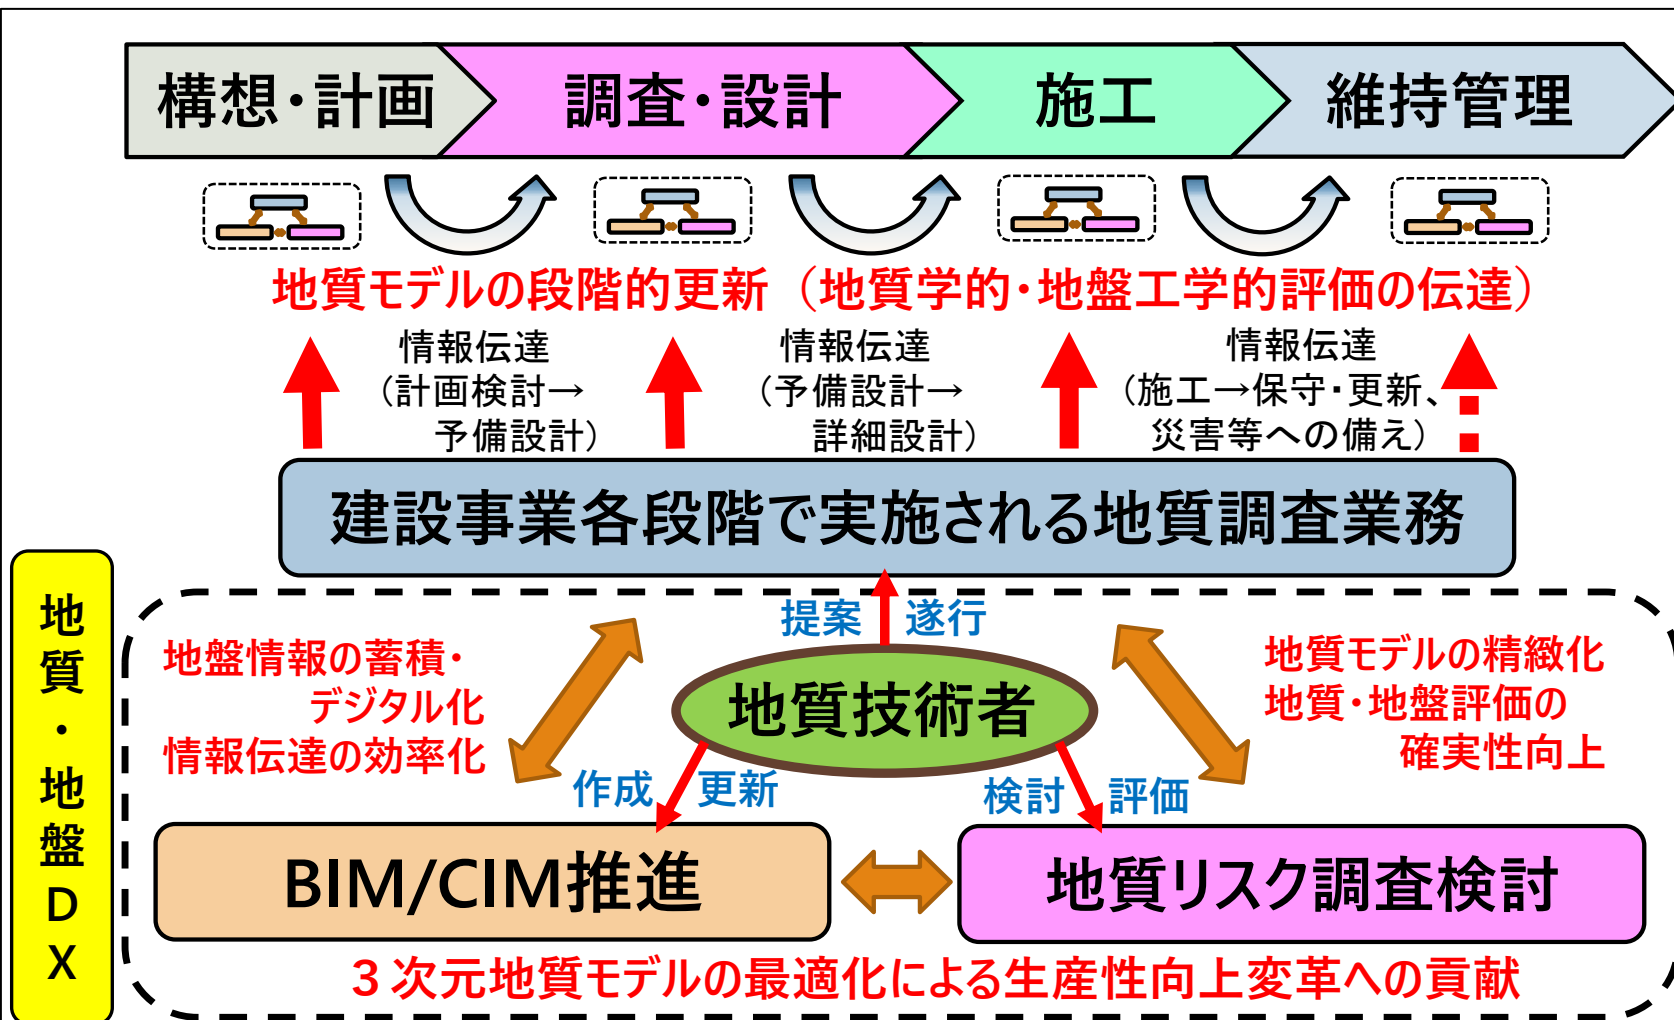 構想・計画
調査・設計
施工
維持管理
地質モデルの段階的更新（地質学的・地盤工学的評価の伝達）
情報伝達
（計画検討→
予備設計）
情報伝達
（予備設計→
詳細設計）
情報伝達
（施工→保守・更新、
災害等への備え）
建設事業各段階で実施される地質調査業務
地質・地盤DX
提案 遂行
地盤情報の蓄積・
デジタル化
情報伝達の効率化
地質技術者
地質モデルの精緻化
地質・地盤評価の
確実性向上
作成 更新
検討 評価
BIM/CIM推進
地質リスク調査検討
３次元地質モデルの最適化による生産性向上変革への貢献